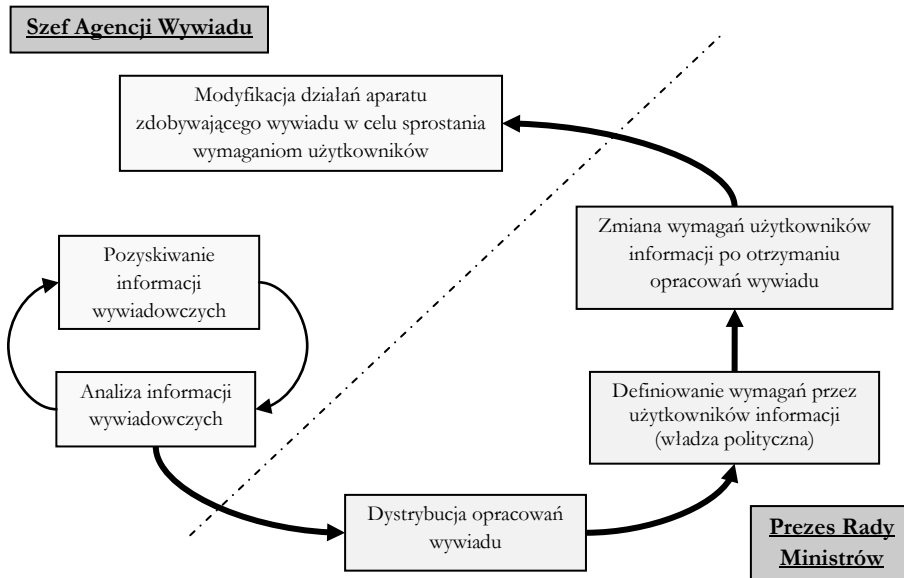 Szef Agencji Wywiadu
Modyfikacja działań aparatu
zdobywającego wywiadu w celu sprostania
wymaganiom użytkowników
Zmiana wymagań użytkowników
informacji po otrzymaniu
opracowań wywiadu
Pozyskiwanie
informacji
wywiadowczych
Analiza informacji
wywiadowczych
Definiowanie wymagań przez
użytkowników informacji
(władza polityczna)
Dystrybucja opracowań
wywiadu
Prezes Rady
Ministrów